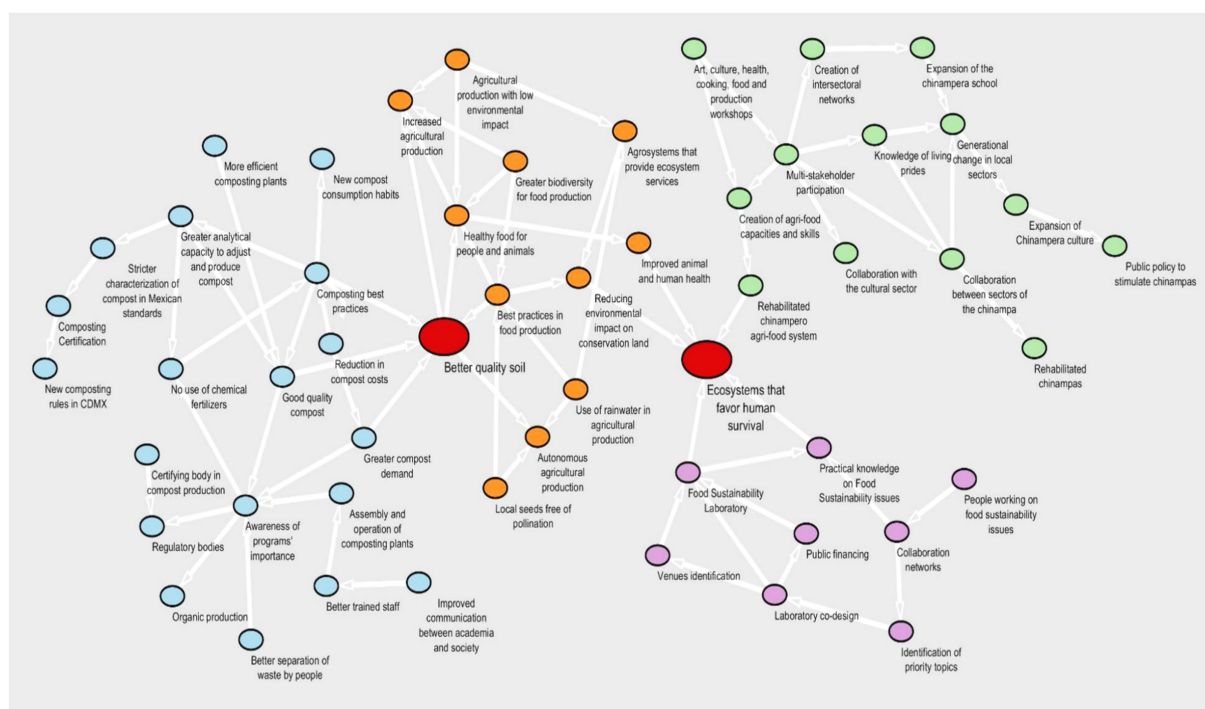 Agricultural
production with low
environmental
impact
Increased
agricultural
production
Agrosystems that
provide ecosystem
services
Greater biodiversity
for food production
Healthy food for
people and animals
Improved animal
and human health
Reducing
environmental
impact on
conservation land
Best practices in
food production
Use of rainwater in
agricultural
production
Autonomous
agricultural
production
Local seeds free of
pollination
Art, culture, health,
cooking, food and
production
workshops
Creation of
intersectoral
networks
Expansion of the
chinampera school
Knowledge of living
prides
Generational
change in local
sectors
Multi-stakeholder
participation
Creation of agri-food
capacities and skills
Collaboration with
the cultural sector
Expansion of
Chinampera culture
Public policy to
stimulate chinampas
Collaboration
between sectors of
the chinampa
Rehabilitated
chinampero
agri-food system
Rehabilitated
chinampas
More efficient
composting plants
New compost
consumption habits
Greater analytical
capacity to adjust
and produce
compost
Stricter
characterization of
compost in Mexican
standards
Composting best
practices
Composting
Certification
New composting
rules in CDMX
No use of chemical
fertilizers
Reduction in
compost costs
Good quality
compost
Better quality soil
Ecosystems that
favor human
survival
Greater compost
demand
Certifying body in
compost production
Regulatory bodies
Awareness of
programs'
importance
Assembly and
operation of
composting plants
Organic production
Better trained staff
Improved
communication
between academia
and society
Better separation of
waste by people
Food Sustainability
Laboratory
Practical knowledge
on Food
Sustainability issues
People working on
food sustainability
issues
Public financing
Collaboration
networks
Venues identification
Laboratory co-design
Identification of
priority topics